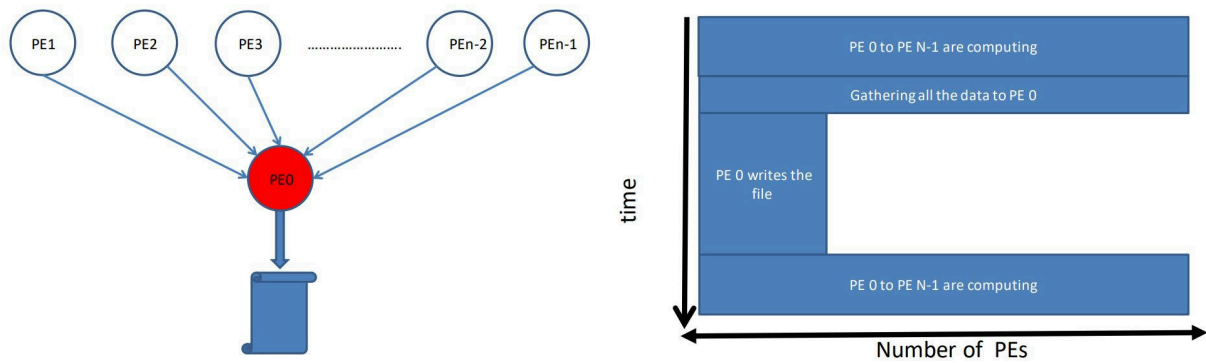 PE1
PE2
PE3
…………………….
PEn-2
PEn-1
PE0
PE 0 to PE N-1 are computing
Gathering all the data to PE 0
PE 0 writes the
file
PE 0 to PE N-1 are computing
time
Number of PEs